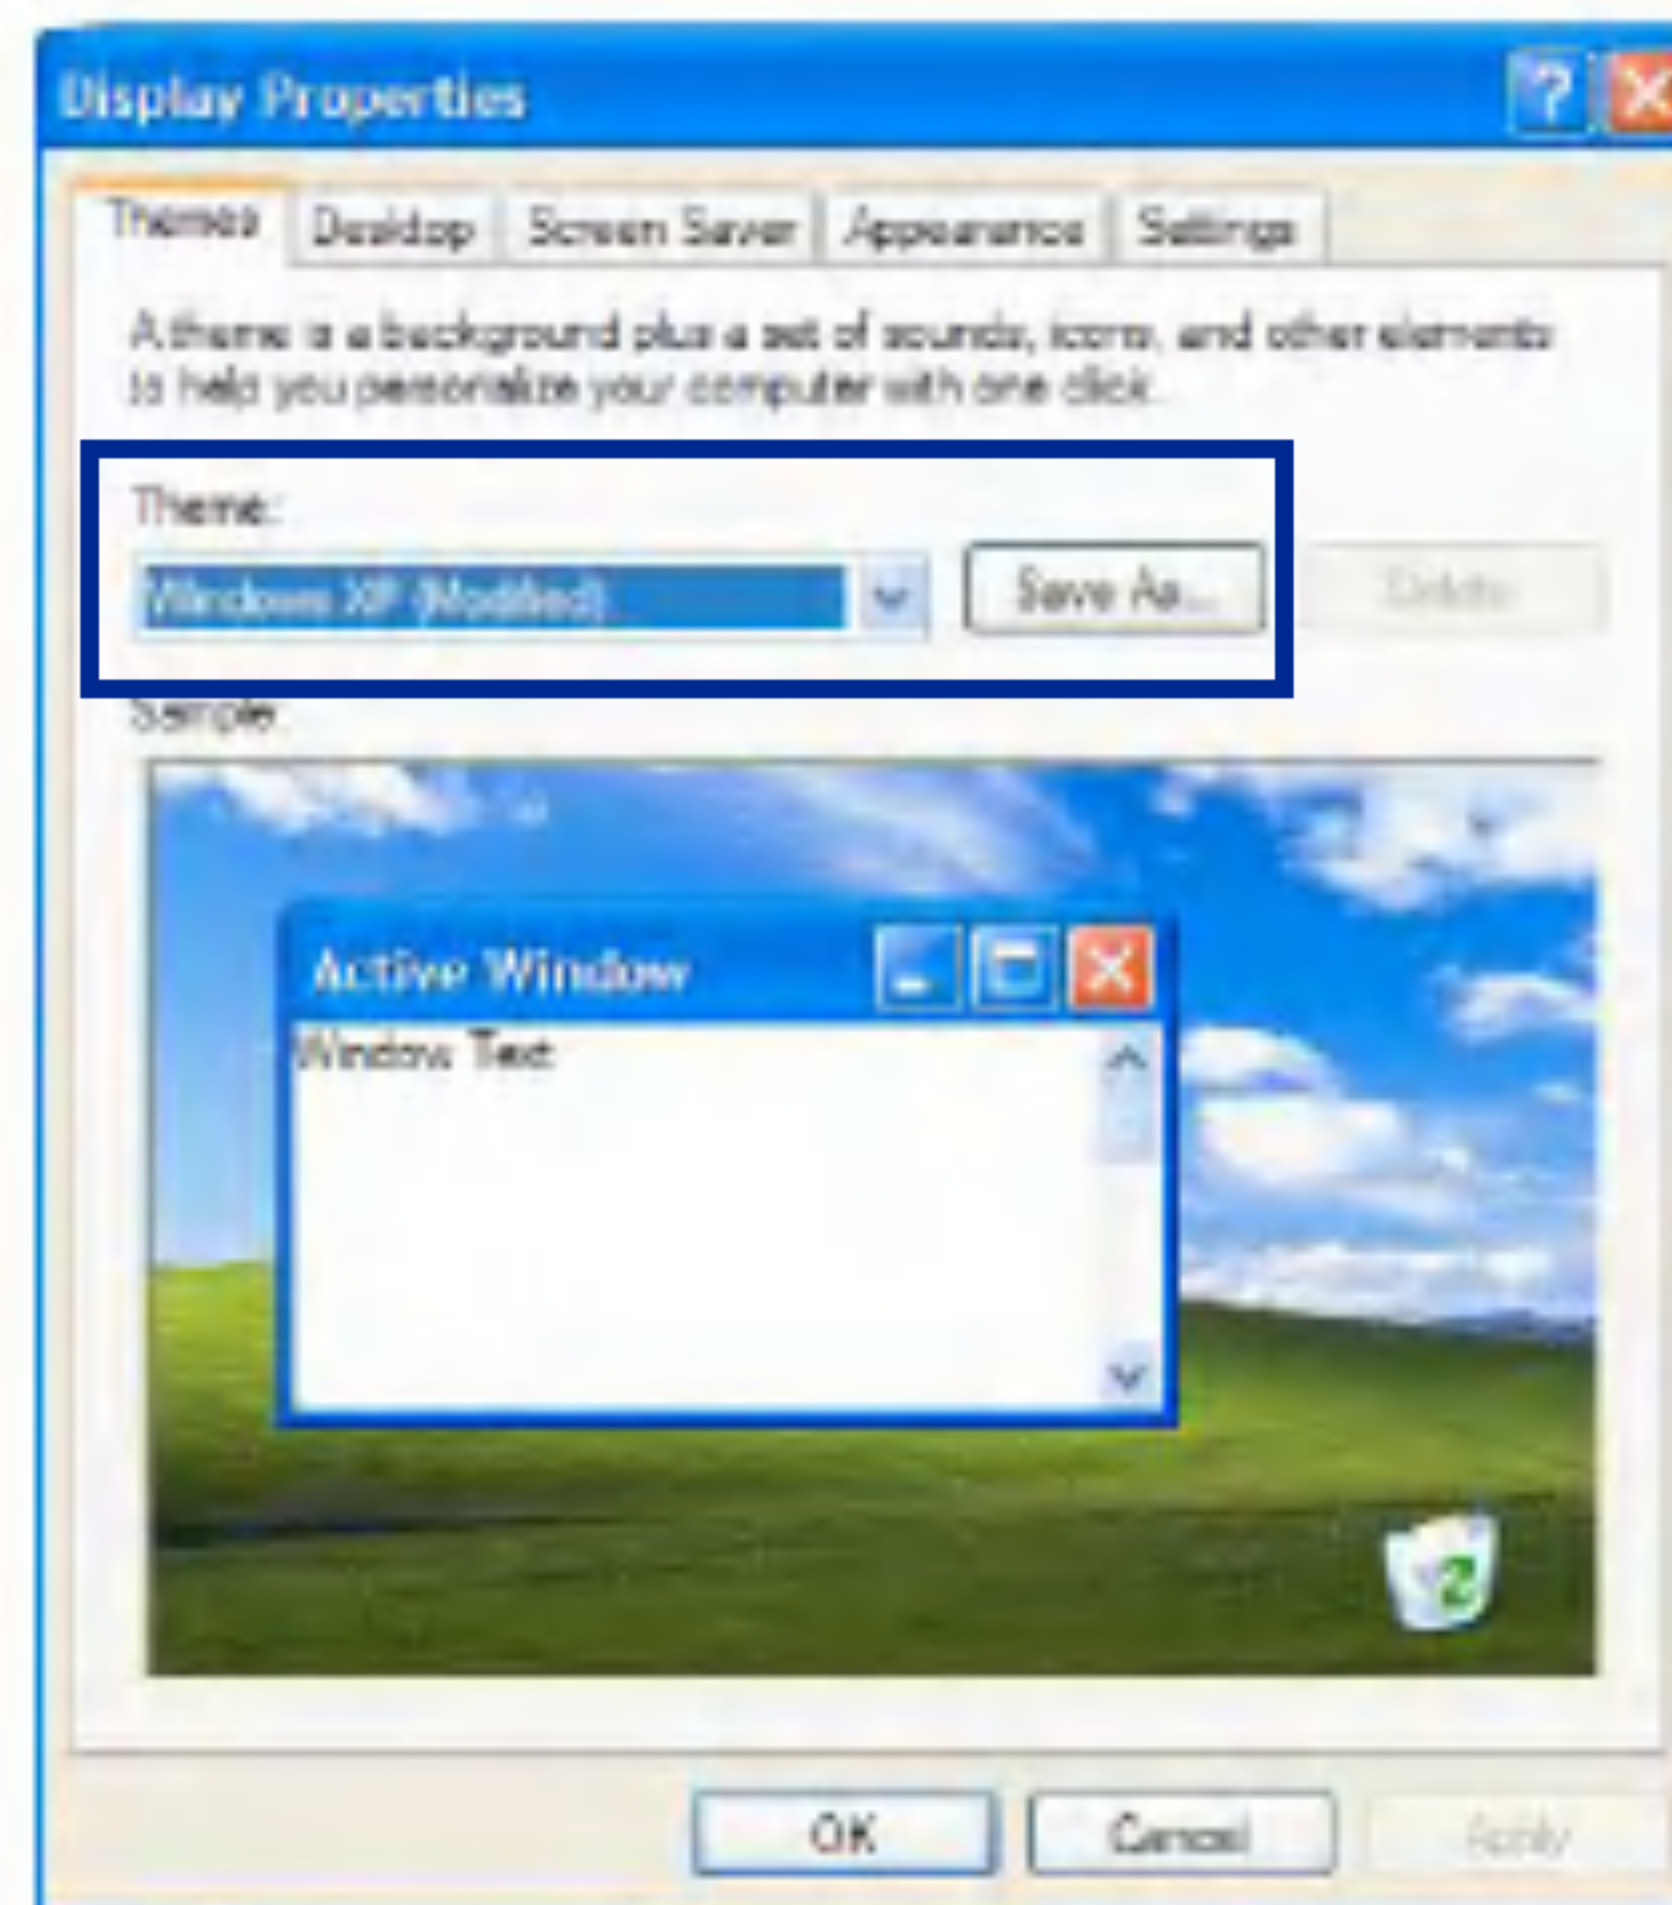 Display Properties
Themes Desktop Screen Saver Appearance Settings
A theme is a background plus a set of sounds, icons, and other elements
to help you personalize your computer with one click.
Theme:
Windows XP (Modified) Save As... Delete
Sample:
Active Window
Window Text
OK Cancel Apply